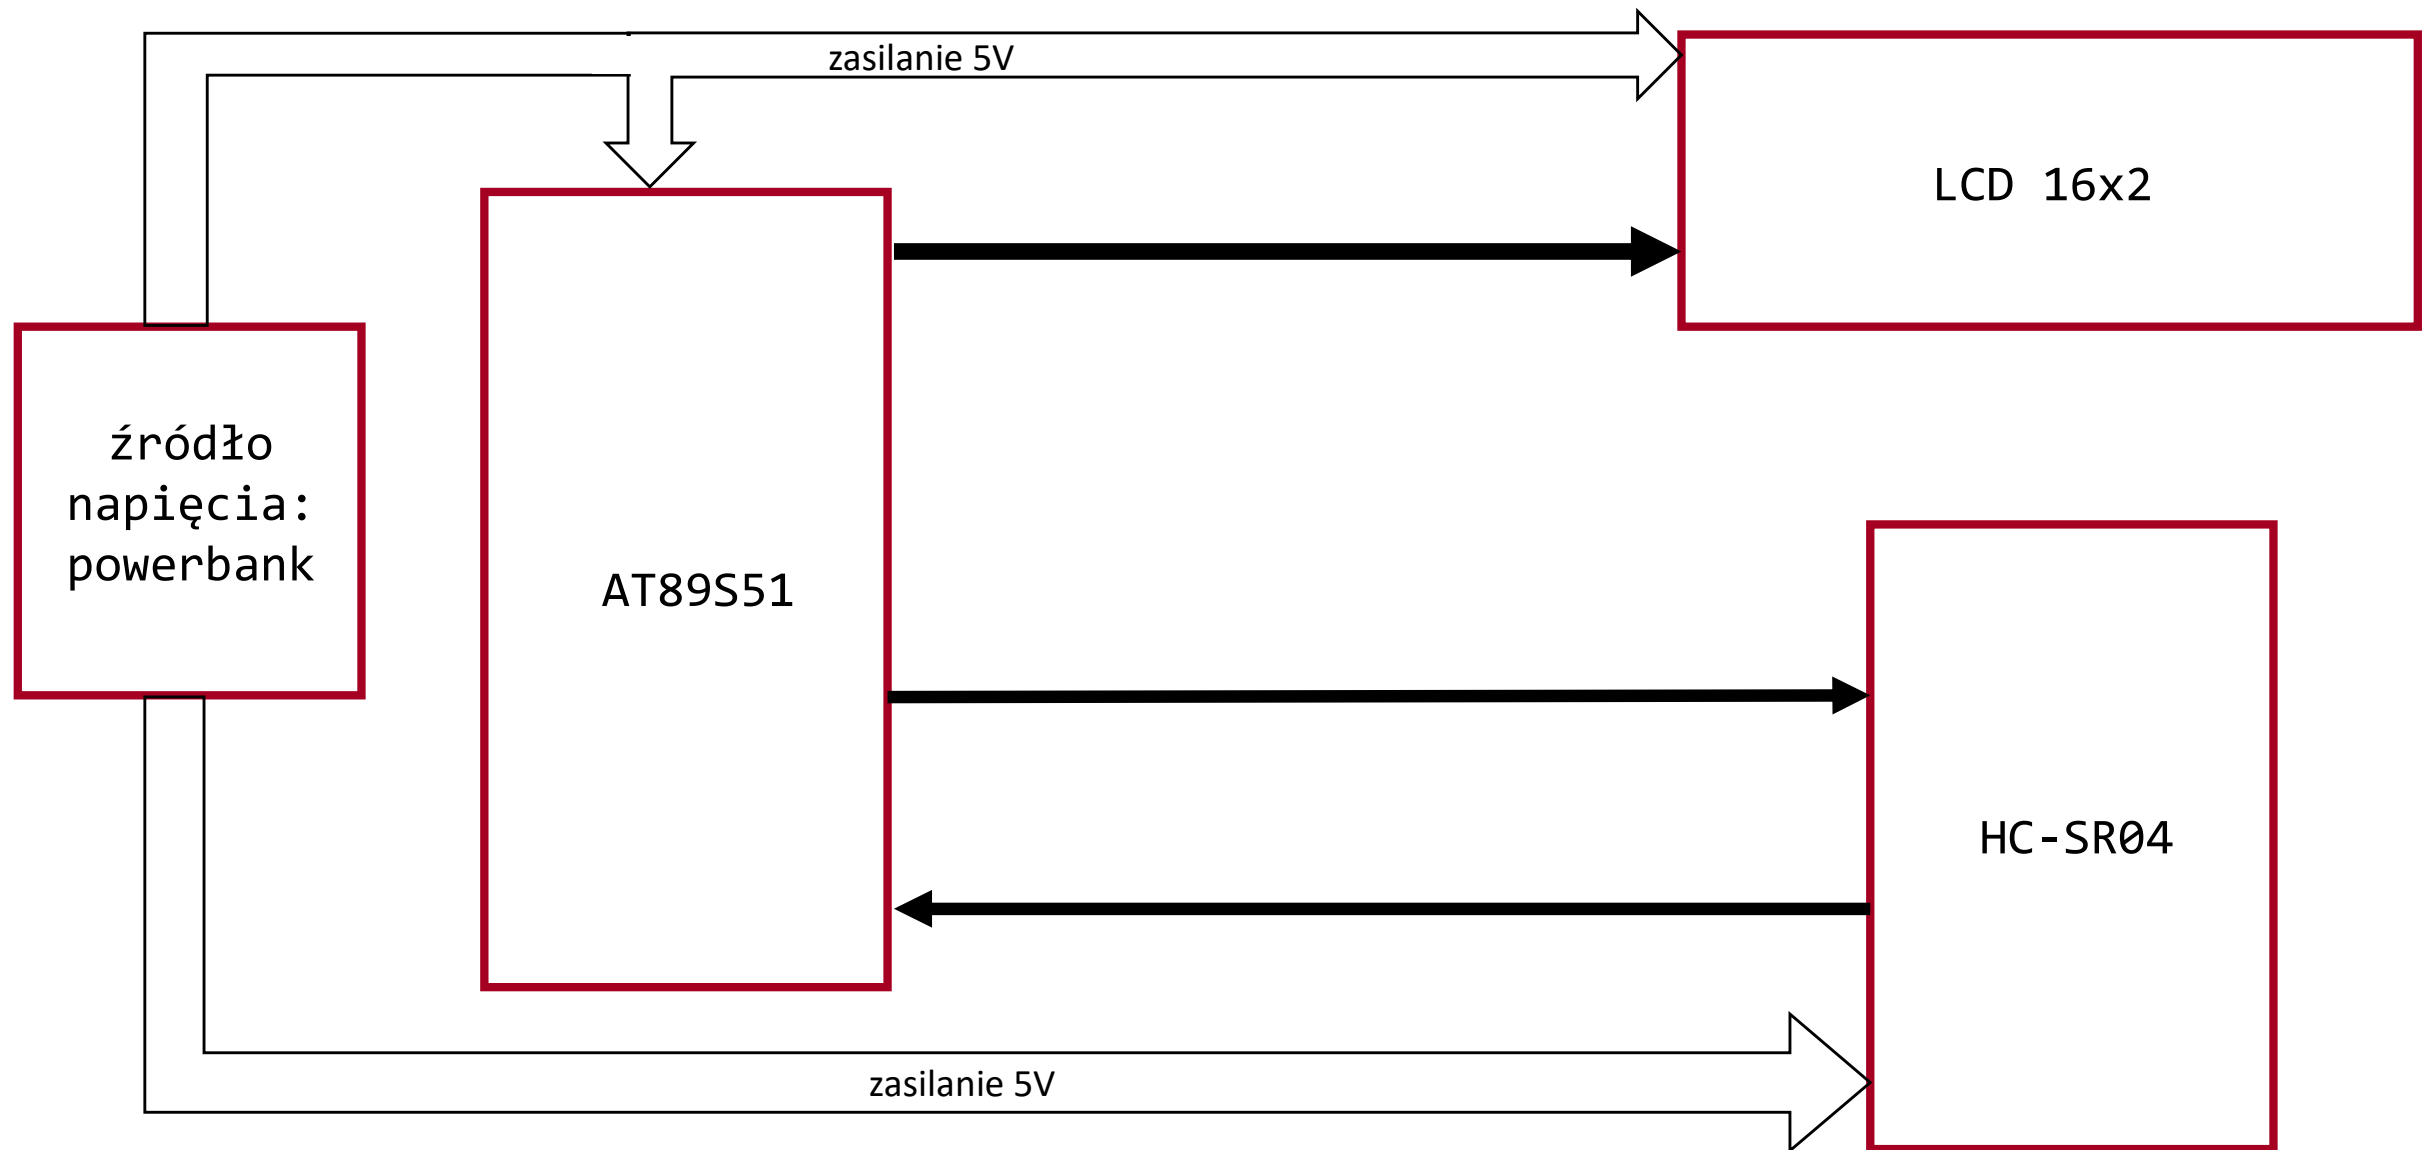 zasilanie 5V
LCD 16x2
źródło
napięcia:
powerbank
AT89S51
HC-SR04
zasilanie 5V